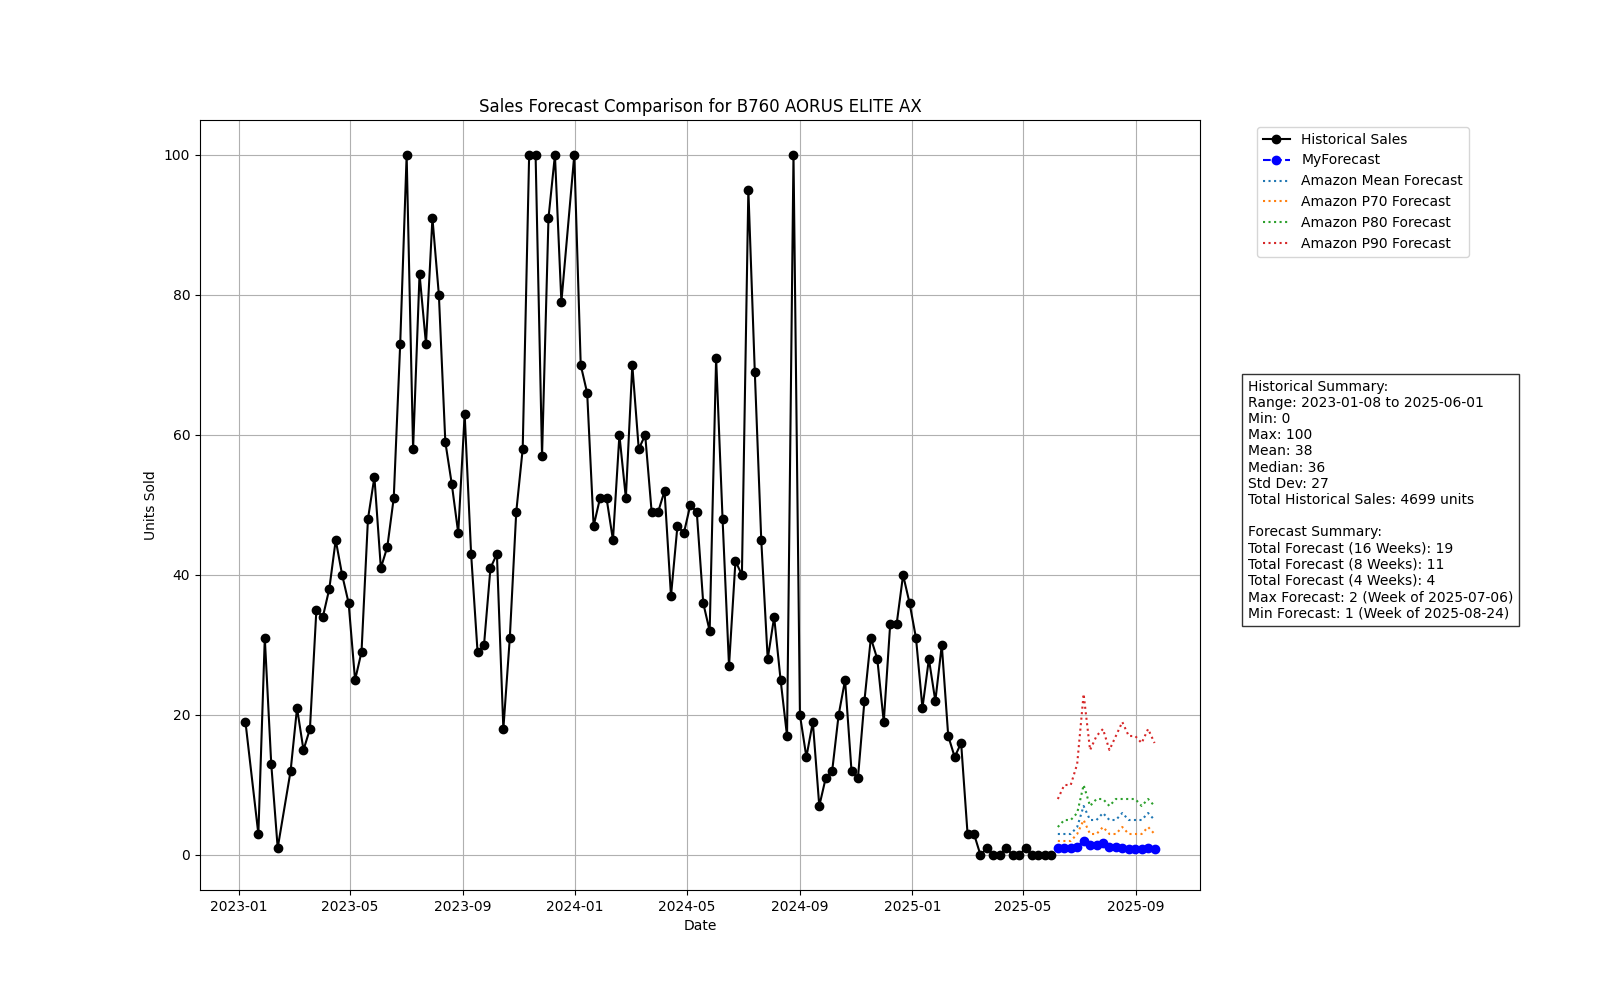 Sales Forecast Comparison for B760 AORUS ELITE AX
Units Sold
100
80
60
40
20
0
2023-01 2023-05 2023-09 2024-01 2024-05 2024-09 2025-01 2025-05 2025-09
Date
Historical Sales
MyForecast
Amazon Mean Forecast
Amazon P70 Forecast
Amazon P80 Forecast
Amazon P90 Forecast
Historical Summary:
Range: 2023-01-08 to 2025-06-01
Min: 0
Max: 100
Mean: 38
Median: 36
Std Dev: 27
Total Historical Sales: 4699 units
Forecast Summary:
Total Forecast (16 Weeks): 19
Total Forecast (8 Weeks): 11
Total Forecast (4 Weeks): 4
Max Forecast: 2 (Week of 2025-07-06)
Min Forecast: 1 (Week of 2025-08-24)